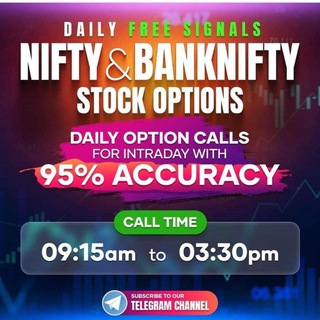 DAILY FREE SIGNALS
NIFTY & BANKNIFTY
STOCK OPTIONS
DAILY OPTION CALLS
FOR INTRADAY WITH
95% ACCURACY
CALL TIME
09:15am to 03:30pm
SUBSCRIBE TO OUR
TELEGRAM CHANNEL